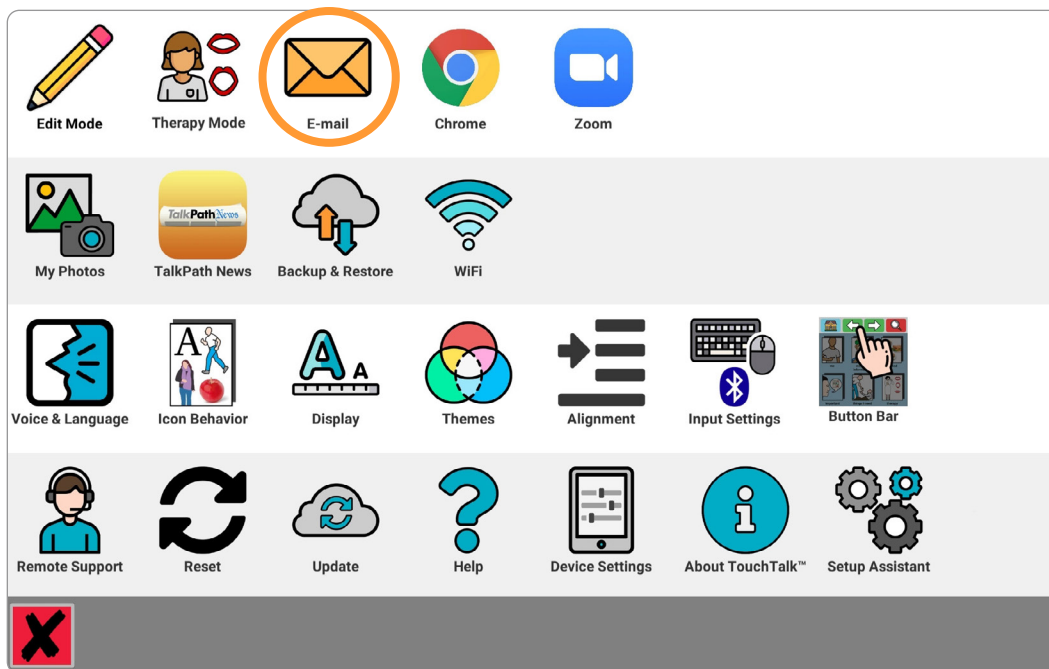 Edit Mode
Therapy Mode
E-mail
Chrome
Zoom
My Photos
TalkPath News
TalkPath News
Backup & Restore
WiFi
Voice & Language
A
Icon Behavior
A A
Display
Themes
Alignment
Input Settings
Button Bar
Remote Support
Reset
Update
Help
Device Settings
About TouchTalk™
Setup Assistant